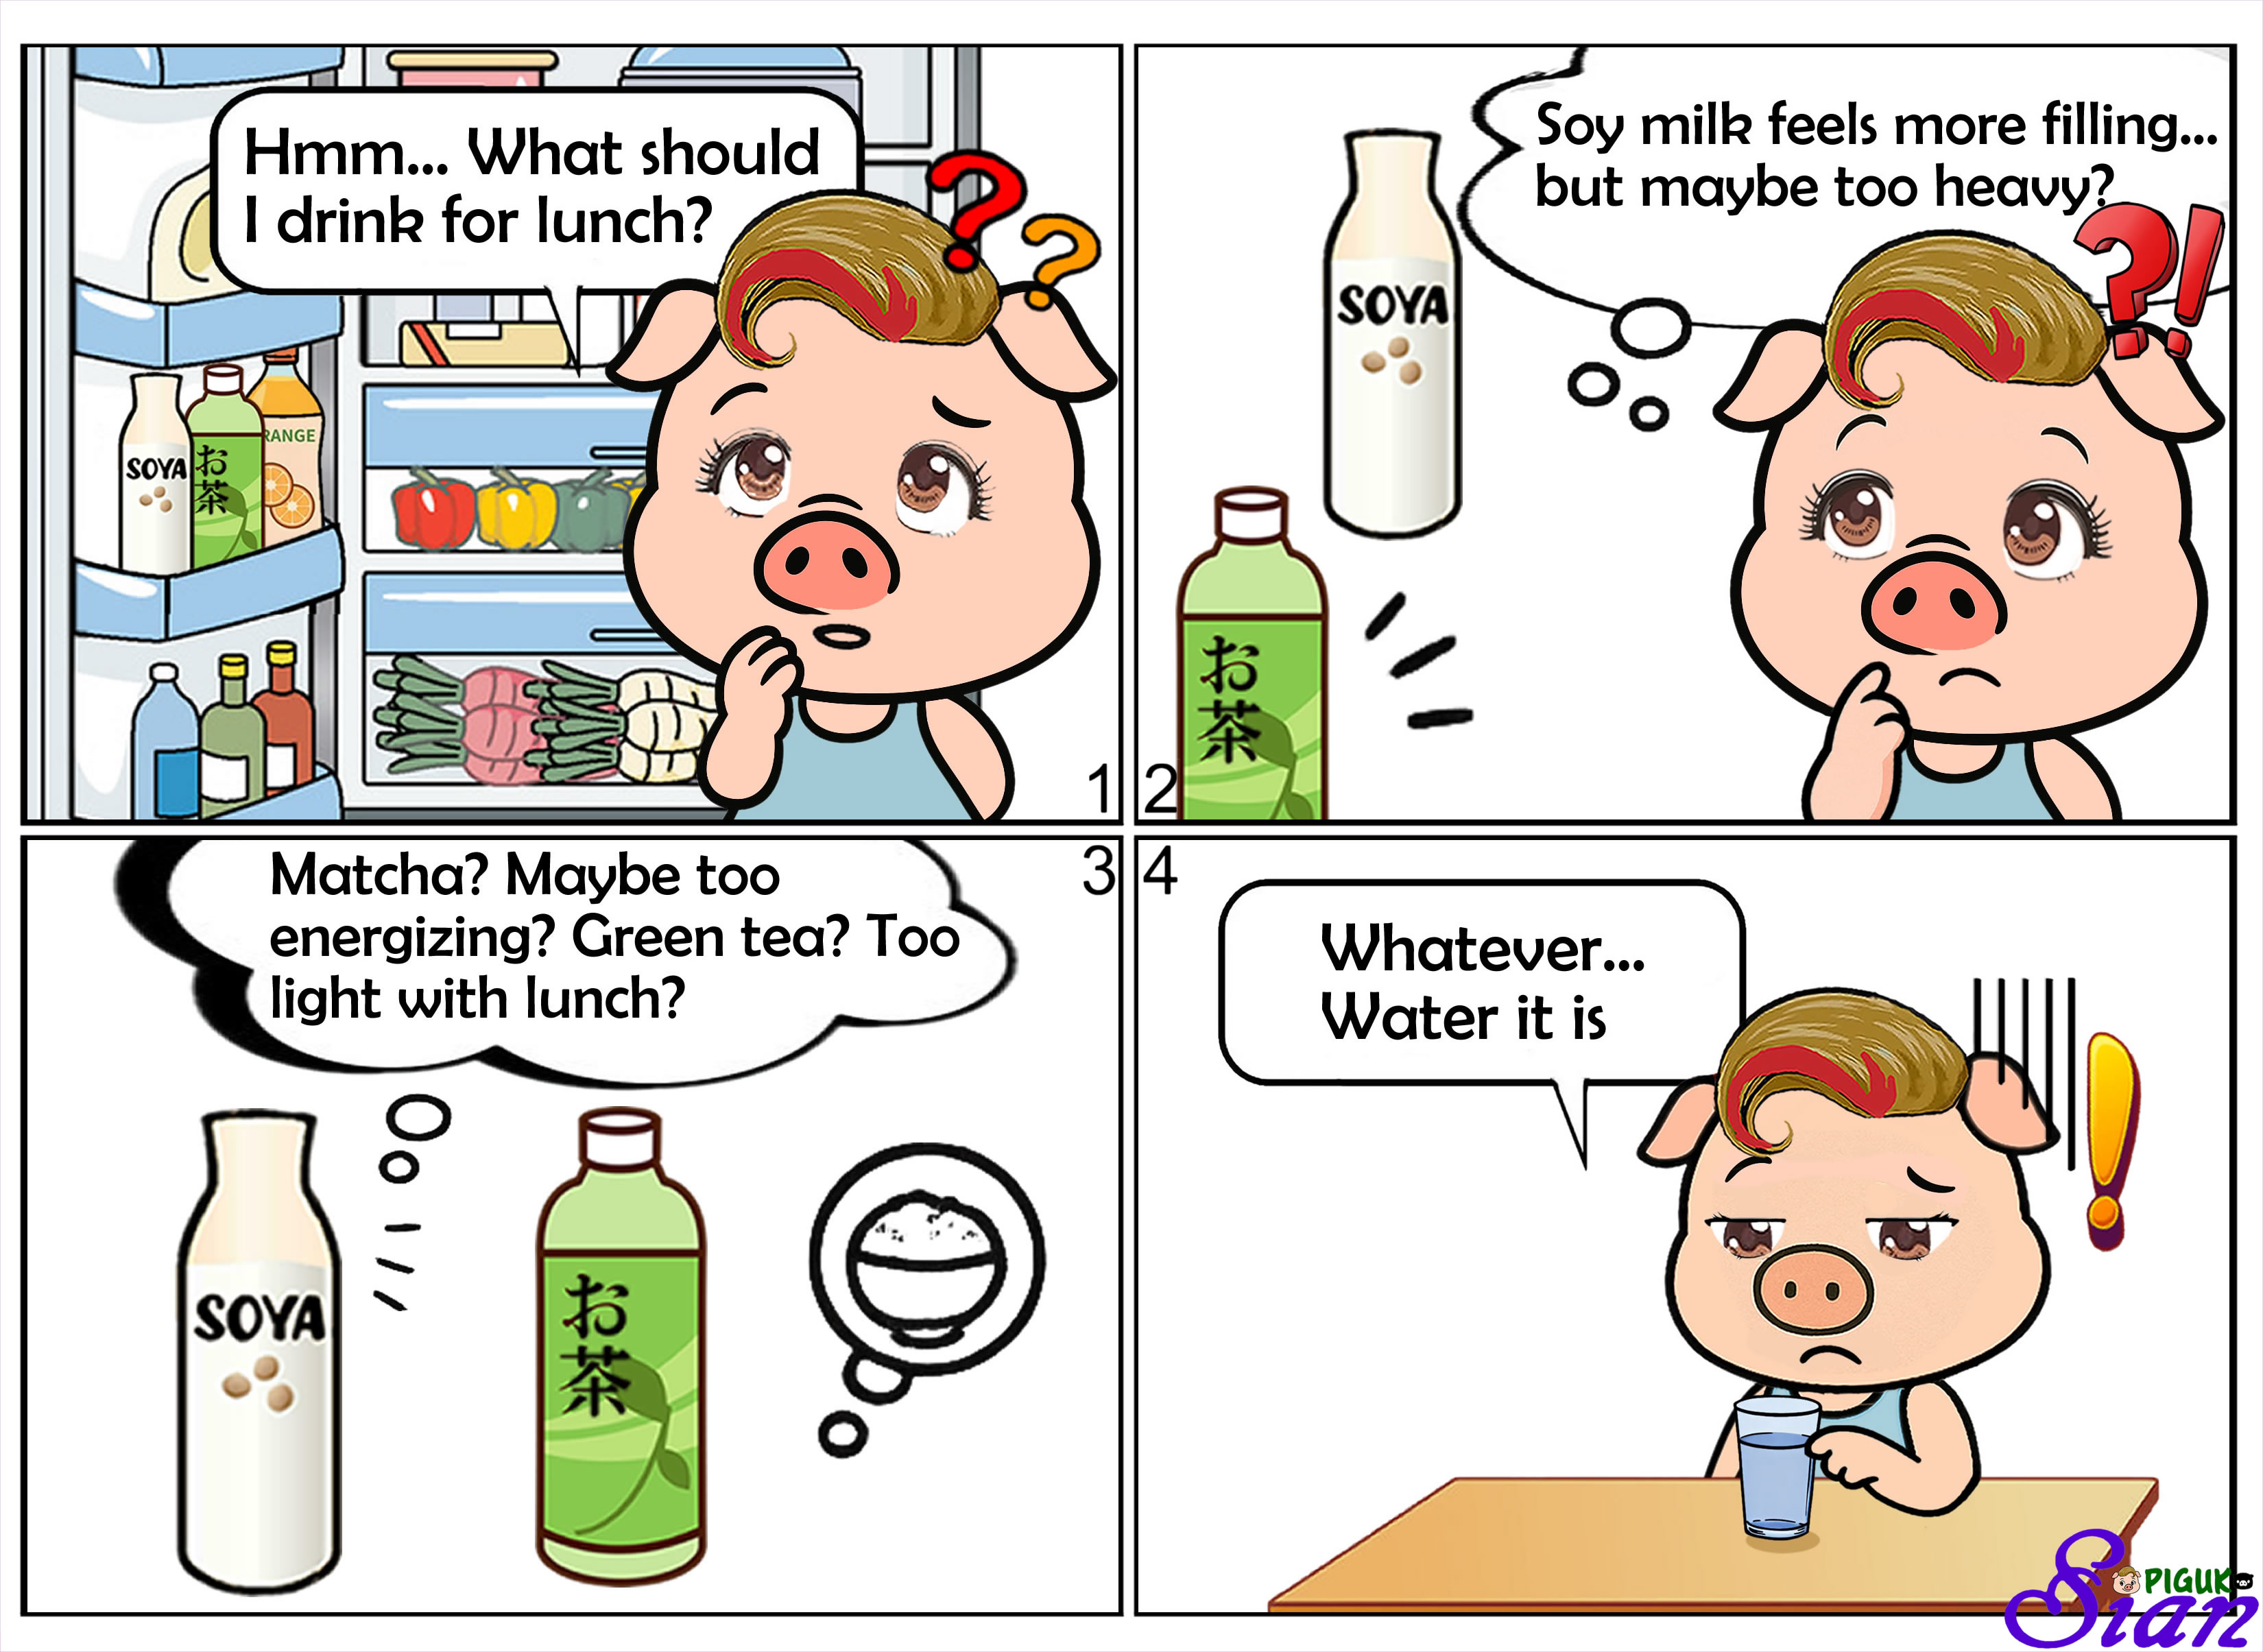 Hmm... What should
I drink for lunch?
SOYA
お
茶
RANGE
1
Soy milk feels more filling...
but maybe too heavy?
SOYA
お
茶
2
Matcha? Maybe too
energizing? Green tea? Too
light with lunch?
3
SOYA
お
茶
4
Whatever...
Water it is
PIGUK
Sian